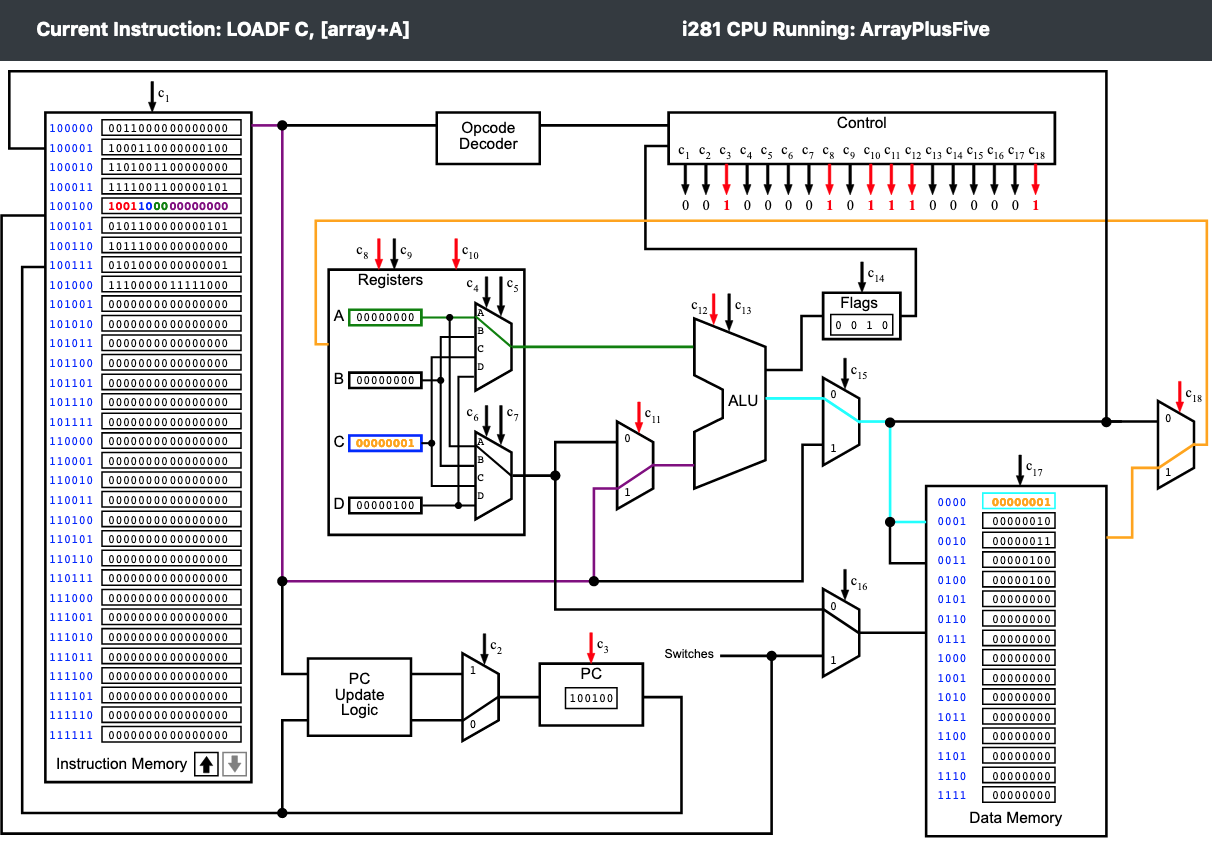 Current Instruction: LOADF C, [array+A]
i281 CPU Running: ArrayPlusFive
c1
100000 0011000000000000
100001 1000110000000100
100010 1101001100000000
100011 1111001100000101
100100 1001100000000000
100101 0101100000000101
100110 1011100000000000
100111 0101000000000001
101000 1110000011111000
101001 0000000000000000
101010 0000000000000000
101011 0000000000000000
101100 0000000000000000
101101 0000000000000000
101110 0000000000000000
101111 0000000000000000
110000 0000000000000000
110001 0000000000000000
110010 0000000000000000
110011 0000000000000000
110100 0000000000000000
110101 0000000000000000
110110 0000000000000000
110111 0000000000000000
111000 0000000000000000
111001 0000000000000000
111010 0000000000000000
111011 0000000000000000
111100 0000000000000000
111101 0000000000000000
111110 0000000000000000
111111 0000000000000000
Instruction Memory
Opcode
Decoder
Control
c1 c2 c3 c4 c5 c6 c7 c8 c9 c10 c11 c12 c13 c14 c15 c16 c17 c18
0 0 1 0 0 0 0 1 0 1 1 1 0 0 0 0 0 1
c8 c9 c10
Registers
c4 c5
A 00000000
B 00000000
C 00000001
D 00000100
A
B
C
D
c6 c7
A
B
C
D
c11
0
1
c12 c13
ALU
c14
Flags
0 0 1 0
c15
0
1
c16
0
1
Switches
c18
0
1
c17
0000 00000001
0001 00000010
0010 00000011
0011 00000100
0100 00000100
0101 00000000
0110 00000000
0111 00000000
1000 00000000
1001 00000000
1010 00000000
1011 00000000
1100 00000000
1101 00000000
1110 00000000
1111 00000000
Data Memory
PC
Update
Logic
c2
1
0
c3
PC
100100